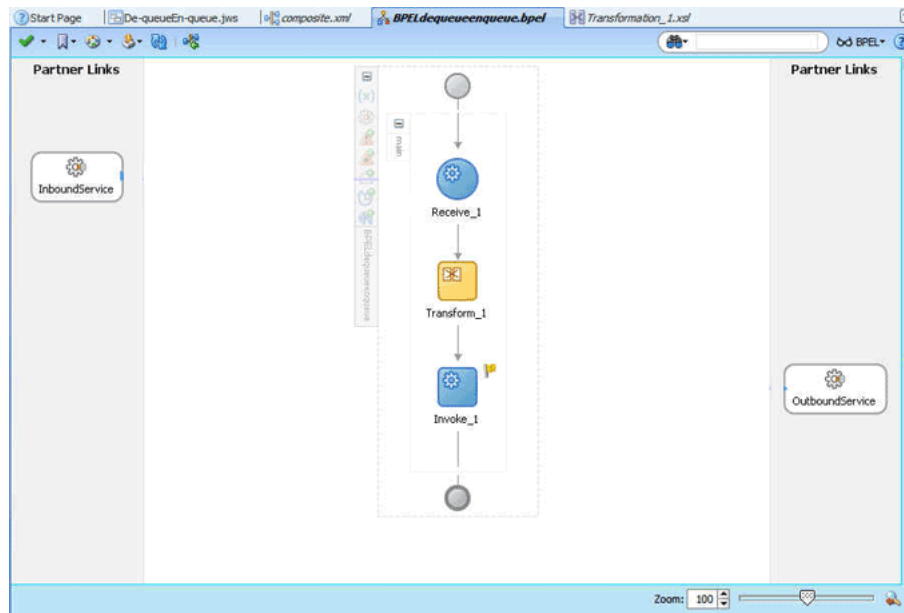 Start Page
De-queueEn-queue.jws
composite.xml
BPELdequeueenqueue.bpel
Transformation_1.xsl
BPEL
Partner Links
Partner Links
main
InboundService
Receive_1
BPELdequeueenqueue
Transform_1
OutboundService
Invoke_1
Zoom: 100